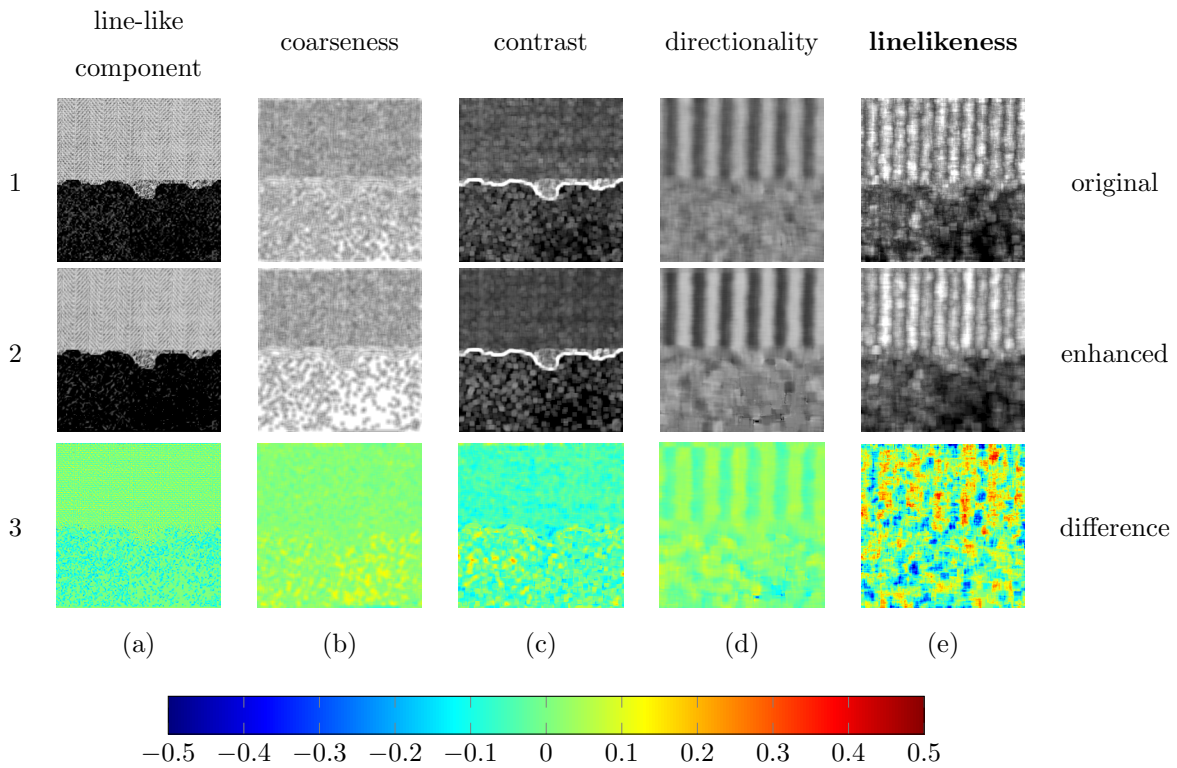 line-like
component
coarseness
contrast
directionality
linelikeness
1
original
2
enhanced
3
difference
(a)
(b)
(c)
(d)
(e)
−0.5
−0.4
−0.3
−0.2
−0.1
0
0.1
0.2
0.3
0.4
0.5